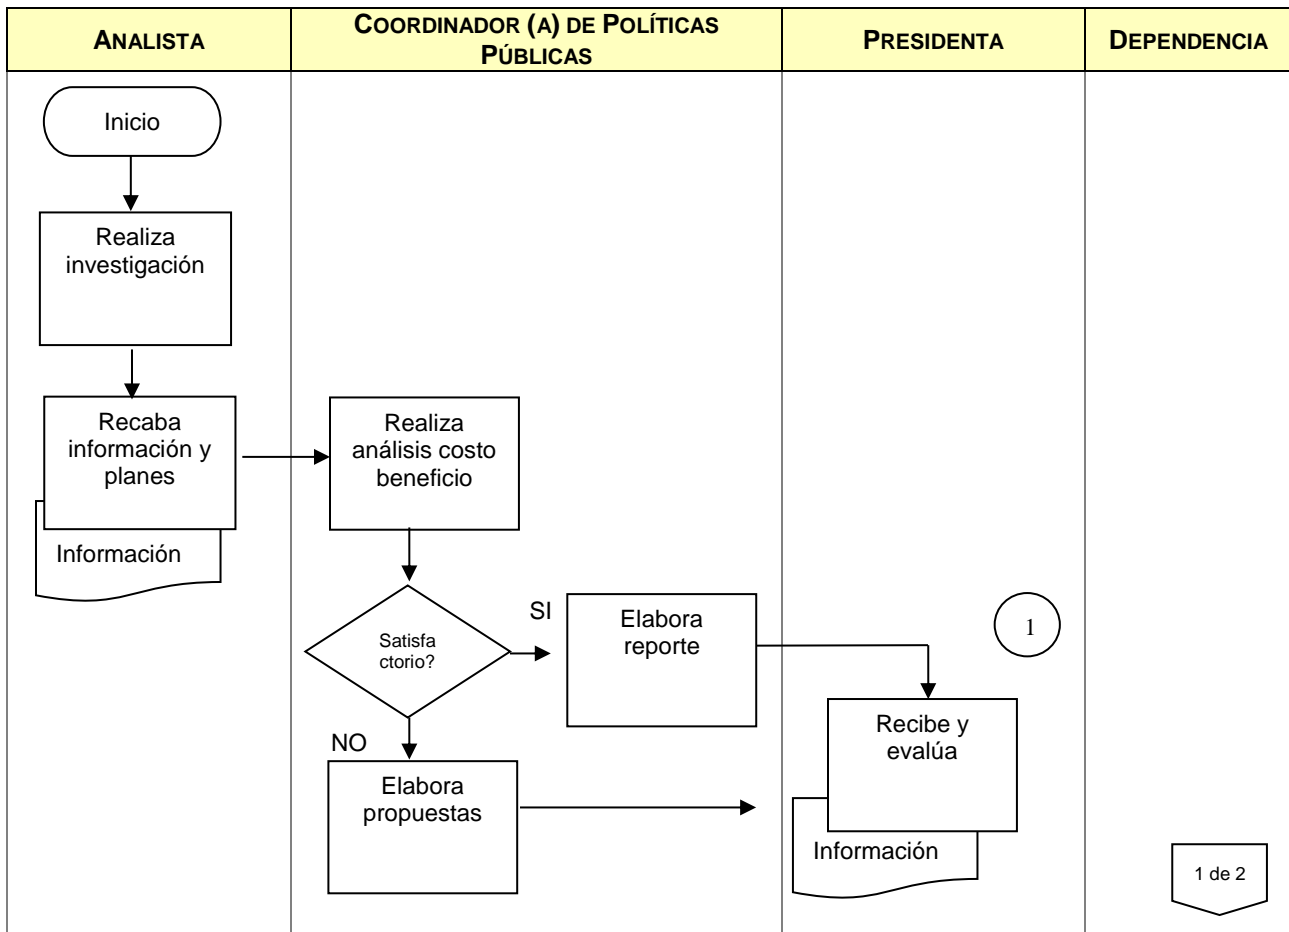 ANALISTA
COORDINADOR (A) DE POLÍTICAS
PÚBLICAS
PRESIDENTA
DEPENDENCIA
Inicio
Realiza
investigación
Recaba
información y
planes
Información
Realiza
análisis costo
beneficio
Satisfa
ctorio?
SI
Elabora
reporte
NO
Elabora
propuestas
1
Recibe y
evalúa
Información
1 de 2